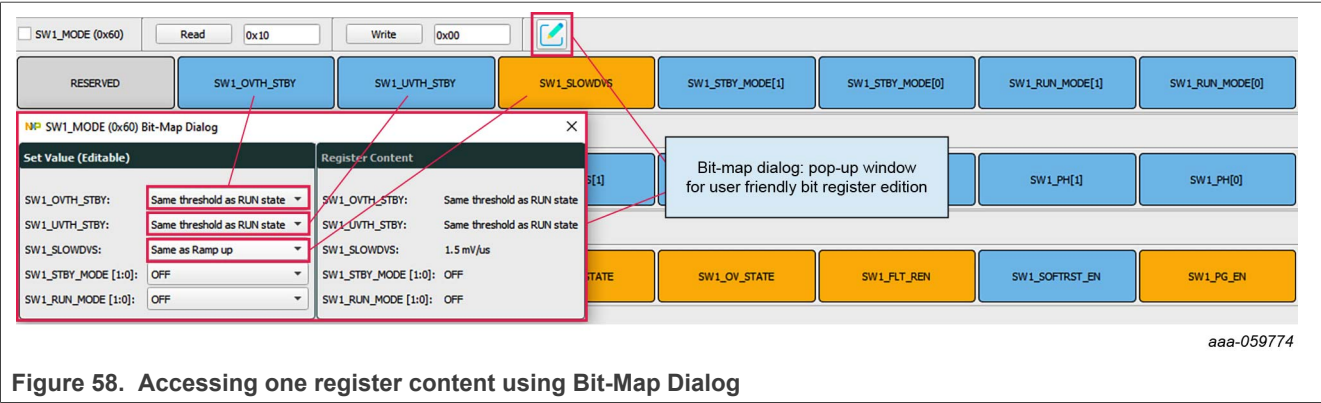 SW1_MODE (0x60) Read 0x10 Write 0x00
RESERVED SW1_OVTH_STBY SW1_UVTH_STBY SW1_SLOWDVS SW1_STBY_MODE[1] SW1_STBY_MODE[0] SW1_RUN_MODE[1] SW1_RUN_MODE[0]
NXP SW1_MODE (0x60) Bit-Map Dialog
Set Value (Editable) Register Content
SW1_OVTH_STBY: Same threshold as RUN state SW1_OVTH_STBY: Same threshold as RUN state
SW1_UVTH_STBY: Same threshold as RUN state SW1_UVTH_STBY: Same threshold as RUN state
SW1_SLOWDVS: Same as Ramp up SW1_SLOWDVS: 1.5 mV/us
SW1_STBY_MODE [1:0]: OFF SW1_STBY_MODE [1:0]: OFF
SW1_RUN_MODE [1:0]: OFF SW1_RUN_MODE [1:0]: OFF
Bit-map dialog: pop-up window
for user friendly bit register edition
[1] SW1_PH[1] SW1_PH[0]
STATE SW1_OV_STATE SW1_FLT_REN SW1_SOFTRST_EN SW1_PG_EN
aaa-059774
Figure 58. Accessing one register content using Bit-Map Dialog